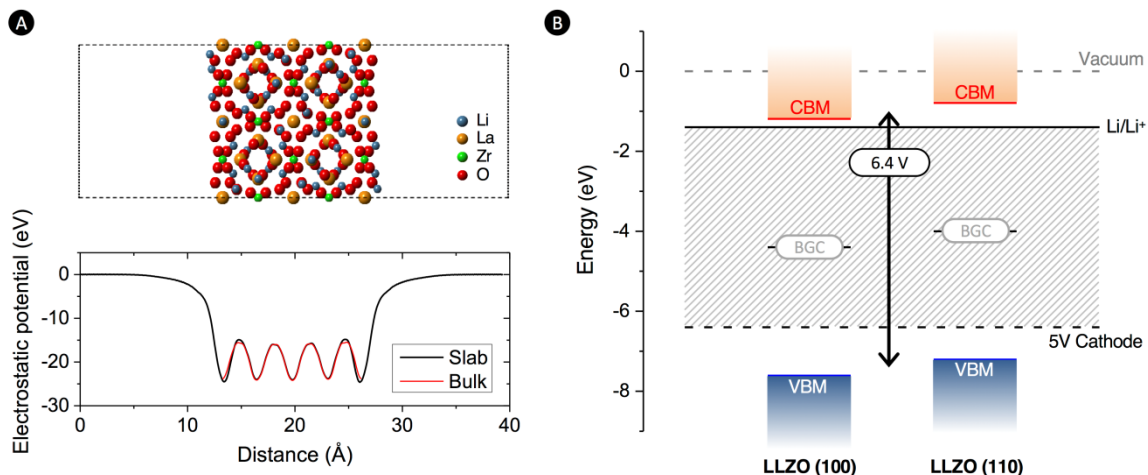 A
Li
La
Zr
O
Electrostatic potential (eV)
0
-10
-20
-30
Slab
Bulk
0
10
20
30
40
Distance (Å)
B
Energy (eV)
0
-2
-4
-6
-8
Vacuum
CBM
CBM
Li/Li⁺
6.4 V
BGC
BGC
5V Cathode
VBM
VBM
LLZO (100)
LLZO (110)